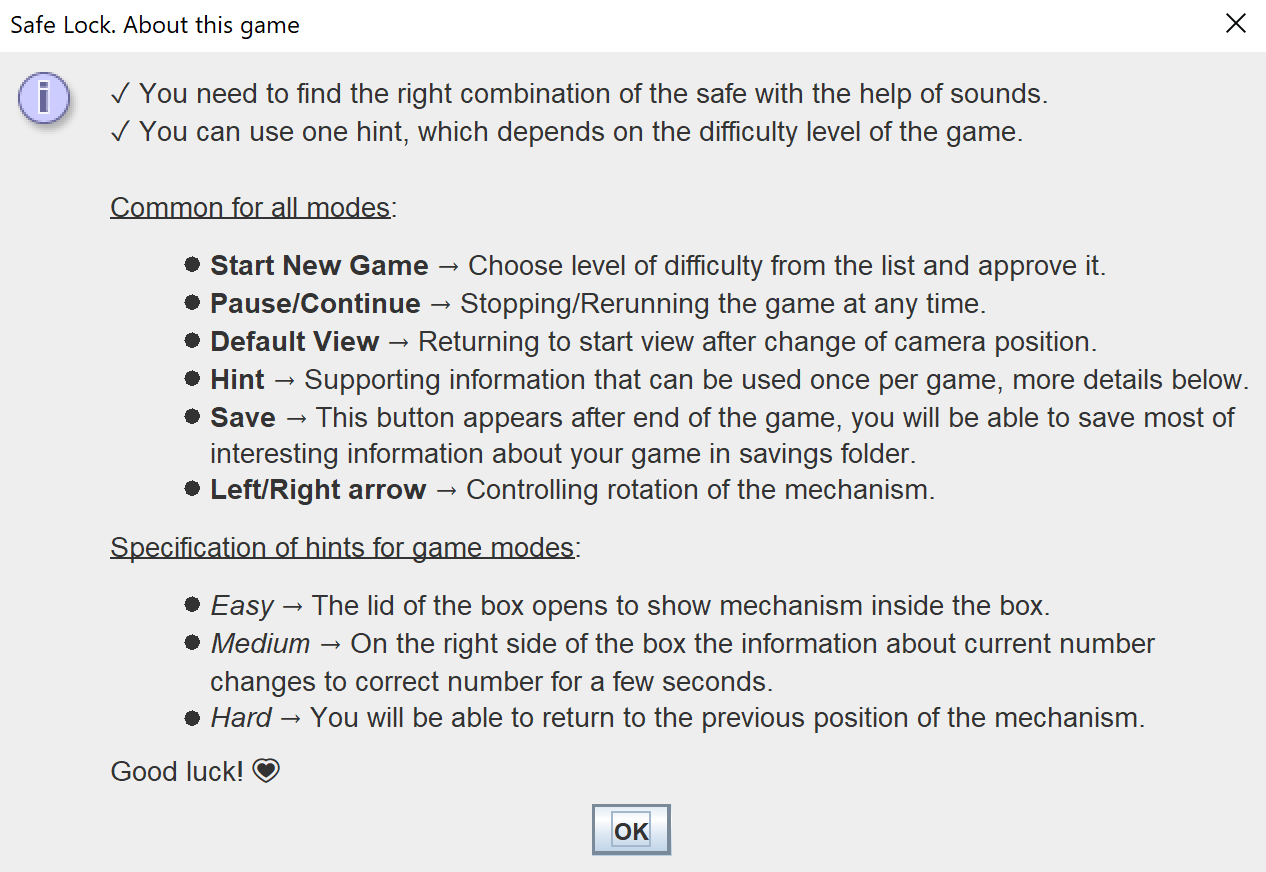 Safe Lock. About this game
i
✓ You need to find the right combination of the safe with the help of sounds.
✓ You can use one hint, which depends on the difficulty level of the game.
Common for all modes:
● Start New Game → Choose level of difficulty from the list and approve it.
● Pause/Continue → Stopping/Rerunning the game at any time.
● Default View → Returning to start view after change of camera position.
● Hint → Supporting information that can be used once per game, more details below.
● Save → This button appears after end of the game, you will be able to save most of
interesting information about your game in savings folder.
● Left/Right arrow → Controlling rotation of the mechanism.
Specification of hints for game modes:
● Easy → The lid of the box opens to show mechanism inside the box.
● Medium → On the right side of the box the information about current number
changes to correct number for a few seconds.
● Hard → You will be able to return to the previous position of the mechanism.
Good luck! 💟
OK